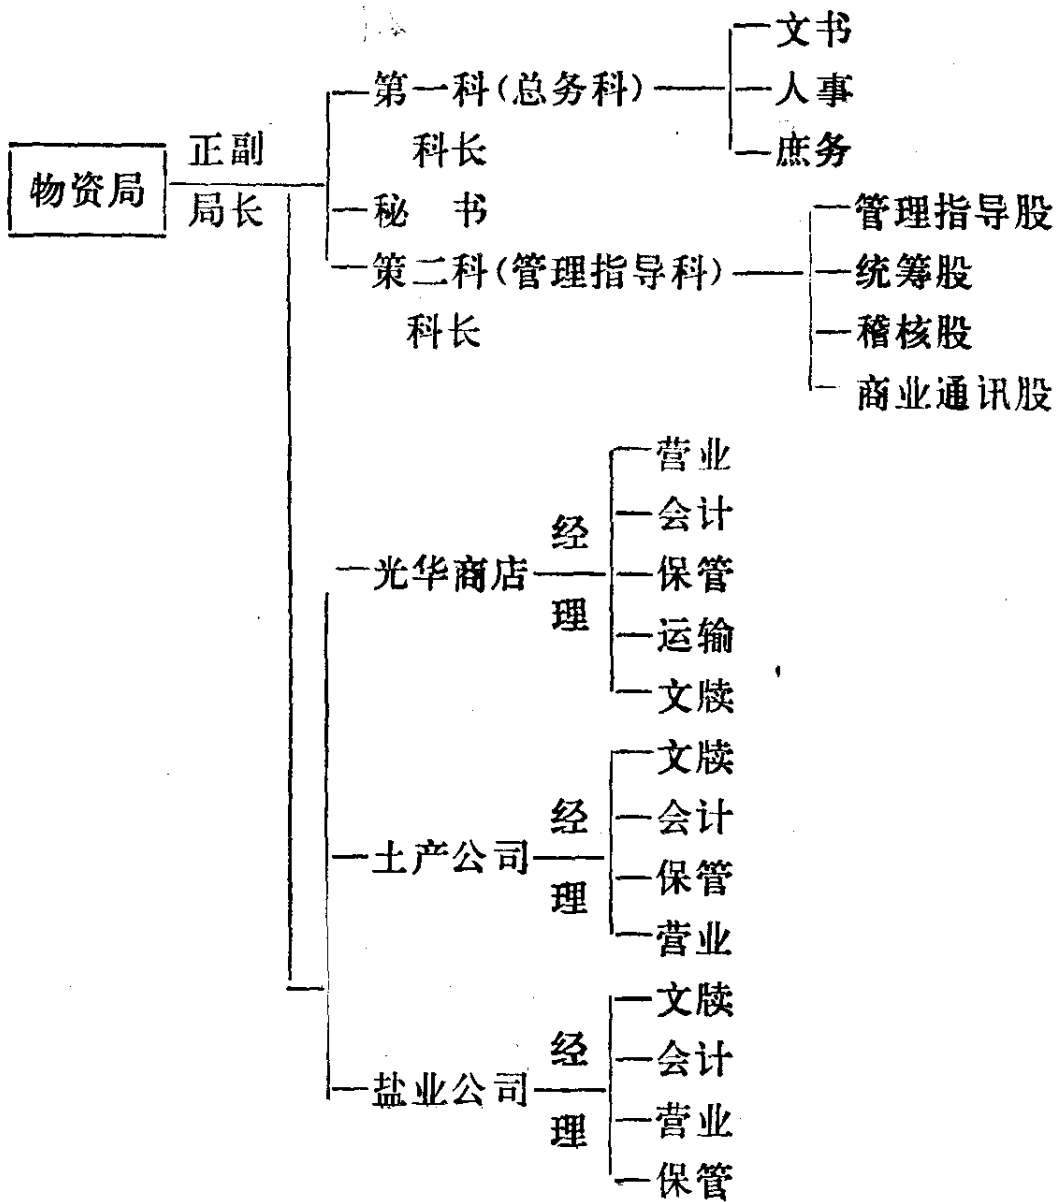 文书
第一科(总务科)
人事
正副
科长
庶务
物资局
局长
秘 书
管理指导股
策二科(管理指导科)
统筹股
科长
稽核股
商业通讯股
营业
会计
经
光华商店
保管
理
运输
文牍
文牍
经
会计
土产公司
保管
理
营业
文牍
经
会计
盐业公司
营业
理
保管